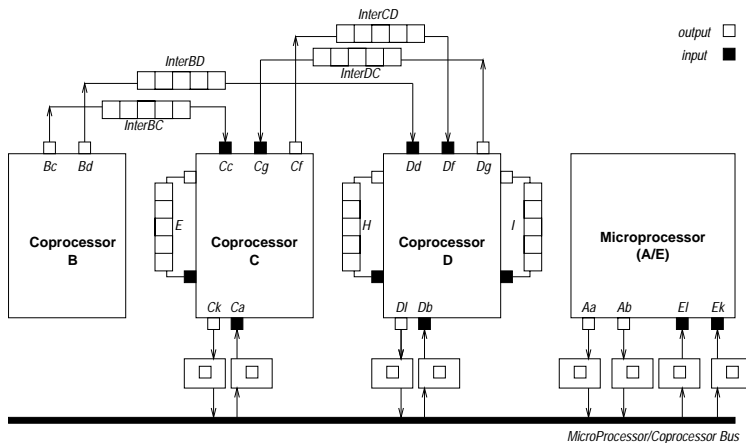 InterCD
output
input
InterBD
InterDC
InterBC
Bc Bd Cc Cg Cf Dd Df Dg
E H I
Coprocessor
B
Coprocessor
C
Coprocessor
D
Microprocessor
(A/E)
Ck Ca Dl Db Aa Ab El Ek
MicroProcessor/Coprocessor Bus